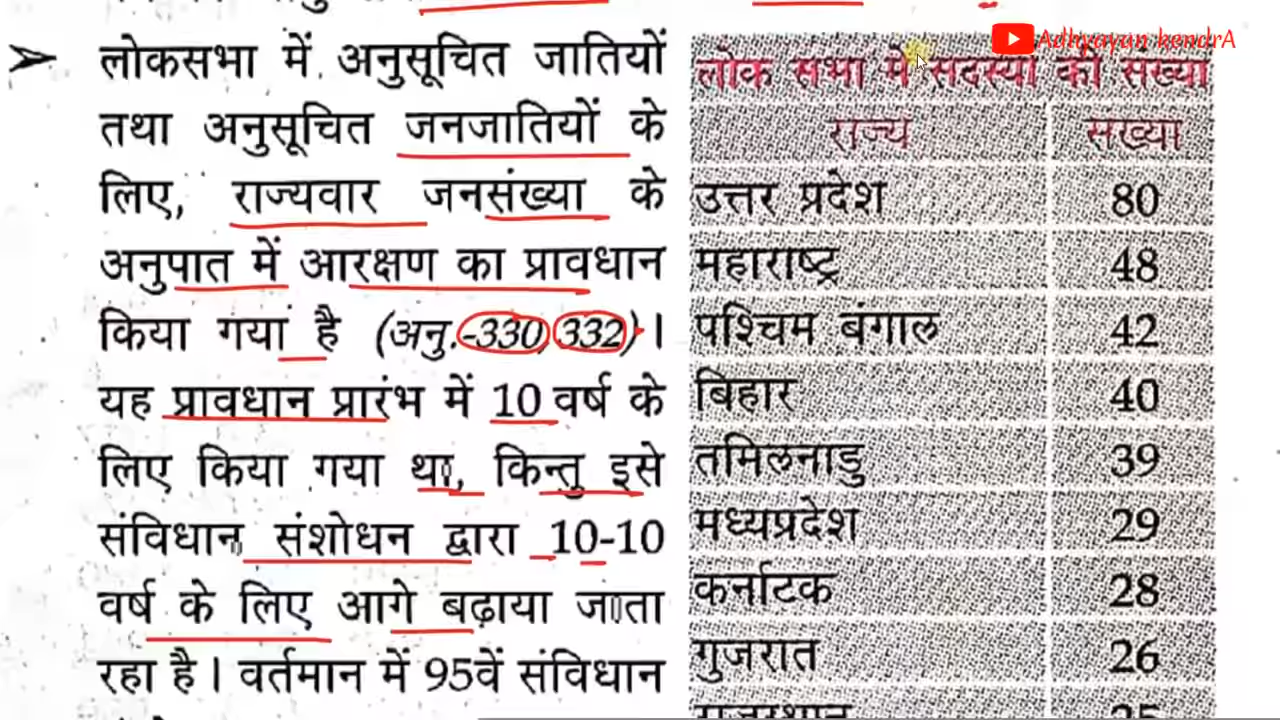 Adhyayan kendrA
लोकसभा में अनुसूचित जातियों
तथा अनुसूचित जनजातियों के
लिए, राज्यवार जनसंख्या के
अनुपात में आरक्षण का प्रावधान
किया गया है (अनु.-330, 332)।
यह प्रावधान प्रारंभ में 10 वर्ष के
लिए किया गया था, किन्तु इसे
संविधान संशोधन द्वारा 10-10
वर्ष के लिए आगे बढ़ाया जाता
रहा है। वर्तमान में 95वें संविधान
लोक सभा में सदस्यों की संख्या
राज्य संख्या
उत्तर प्रदेश 80
महाराष्ट्र 48
पश्चिम बंगाल 42
बिहार 40
तमिलनाडु 39
मध्यप्रदेश 29
कर्नाटक 28
गुजरात 26
राजस्थान 25